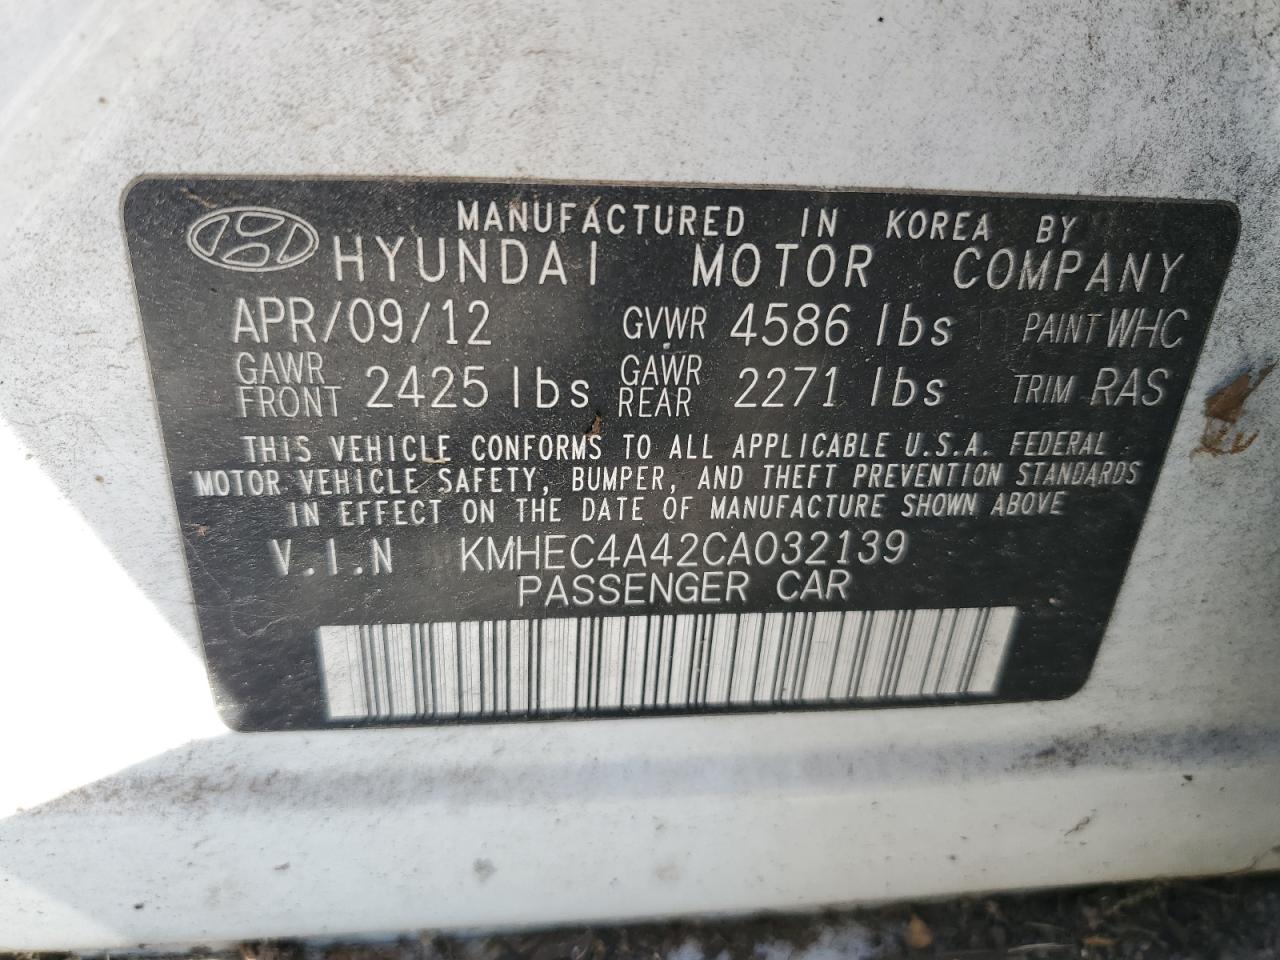 MANUFACTURED IN KOREA BY
HYUNDAI MOTOR COMPANY
APR/09/12 GVWR 4586 lbs PAINT WHC
GAWR FRONT 2425 lbs GAWR REAR 2271 lbs TRIM RAS
THIS VEHICLE CONFORMS TO ALL APPLICABLE U.S.A. FEDERAL
MOTOR VEHICLE SAFETY, BUMPER, AND THEFT PREVENTION STANDARDS
IN EFFECT ON THE DATE OF MANUFACTURE SHOWN ABOVE
V.I.N KMHEC4A42CA032139
PASSENGER CAR